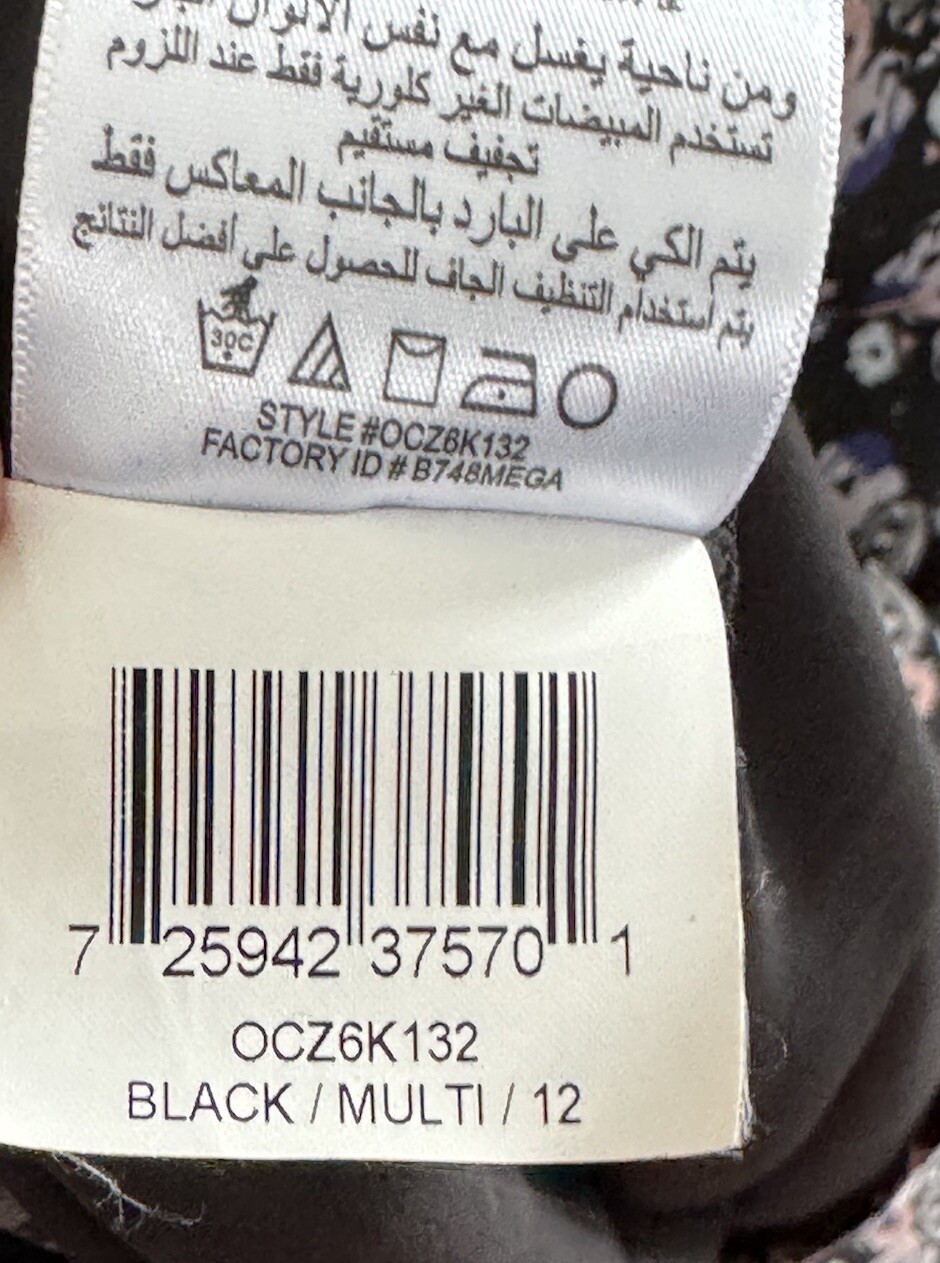 ومن ناحية يغسل مع نفس الألوان
تستخدم المبيضات الغير كلورية فقط عند اللزوم
تجفيف مستقيم
يتم الكي على البارد بالجانب المعاكس فقط
يتم أستخدام التنظيف الجاف للحصول على أفضل النتائج
30C
STYLE #OCZ6K132
FACTORY ID # B748MEGA
7 25942 37570 1
OCZ6K132
BLACK / MULTI / 12